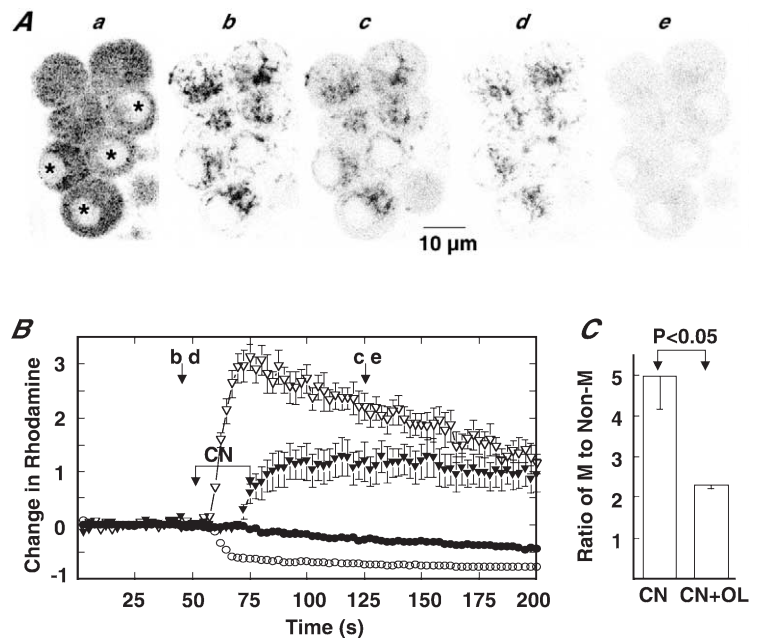 A a b c d e
* * * *
10 µm
B
b d
c e
CN
Change in Rhodamine
3
2
1
0
-1
25 50 75 100 125 150 175 200
Time (s)
C
P<0.05
Ratio of M to Non-M
5
4
3
2
1
CN CN+OL